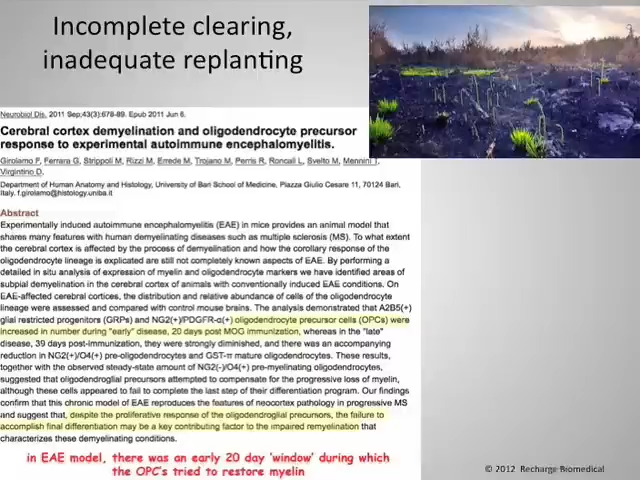 Incomplete clearing,
inadequate replanting
Neurobiol Dis. 2011 Sep;43(3):678-89. Epub 2011 Jun 6.
Cerebral cortex demyelination and oligodendrocyte precursor
response to experimental autoimmune encephalomyelitis.
Girolamo F, Ferrara G, Strippoli M, Rizzi M, Errede M, Trojano M, Perris R, Roncali L, Svelto M, Mennini T,
Virgintino D.
Department of Human Anatomy and Histology, University of Bari School of Medicine, Piazza Giulio Cesare 11, 70124 Bari,
Italy. f.girolamo@histology.uniba.it
Abstract
Experimentally induced autoimmune encephalomyelitis (EAE) in mice provides an animal model that
shares many features with human demyelinating diseases such as multiple sclerosis (MS). To what extent
the cerebral cortex is affected by the process of demyelination and how the corollary response of the
oligodendrocyte lineage is explicated are still not completely known aspects of EAE. By performing a
detailed in situ analysis of expression of myelin and oligodendrocyte markers we have identified areas of
subpial demyelination in the cerebral cortex of animals with conventionally induced EAE conditions. On
EAE-affected cerebral cortices, the distribution and relative abundance of cells of the oligodendrocyte
lineage were assessed and compared with control mouse brains. The analysis demonstrated that A2B5(+)
glial restricted progenitors (GRPs) and NG2(+)/PDGFR-α(+) oligodendrocyte precursor cells (OPCs) were
increased in number during "early" disease, 20 days post MOG immunization, whereas in the "late"
disease, 39 days post-immunization, they were strongly diminished, and there was an accompanying
reduction in NG2(+)/O4(+) pre-oligodendrocytes and GST-π mature oligodendrocytes. These results,
together with the observed steady-state amount of NG2(-)/O4(+) pre-myelinating oligodendrocytes,
suggested that oligodendroglial precursors attempted to compensate for the progressive loss of myelin,
although these cells appeared to fail to complete the last step of their differentiation program. Our findings
confirm that this chronic model of EAE reproduces the features of neocortex pathology in progressive MS
and suggest that, despite the proliferative response of the oligodendroglial precursors, the failure to
accomplish final differentiation may be a key contributing factor to the impaired remyelination that
characterizes these demyelinating conditions.
in EAE model, there was an early 20 day 'window' during which
the OPC's tried to restore myelin
© 2012 Recharge Biomedical